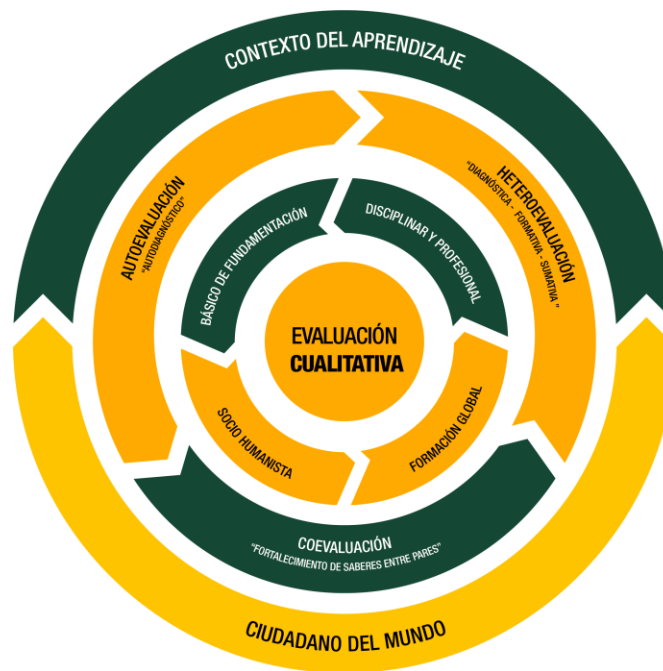 CONTEXTO DEL APRENDIZAJE
AUTOEVALUACIÓN
"AUTODIAGNÓSTICO"
HETEROEVALUACIÓN
"DIAGNÓSTICA - FORMATIVA - SUMATIVA "
BÁSICO DE FUNDAMENTACIÓN
DISCIPLINAR Y PROFESIONAL
EVALUACIÓN
CUALITATIVA
SOCIO HUMANISTA
FORMACIÓN GLOBAL
COEVALUACIÓN
"FORTALECIMIENTO DE SABERES ENTRE PARES"
CIUDADANO DEL MUNDO